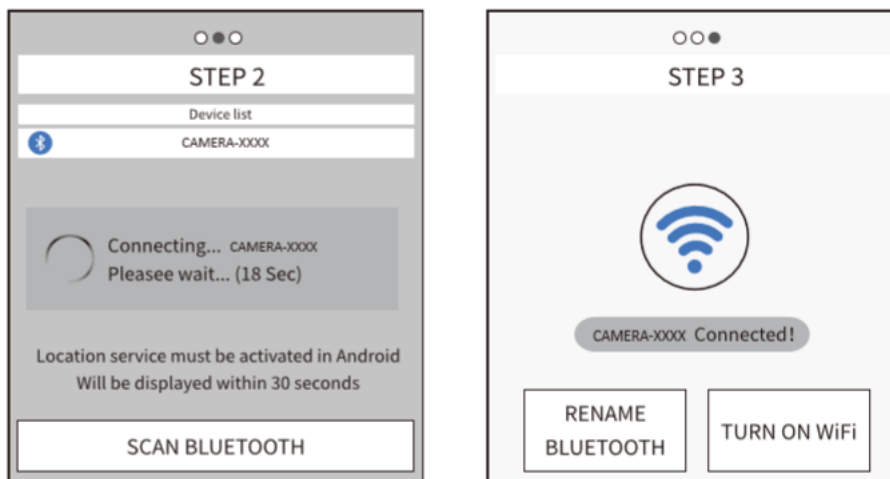 STEP 2
Device list
CAMERA-XXXX
Connecting... CAMERA-XXXX
Pleasee wait... (18 Sec)
Location service must be activated in Android
Will be displayed within 30 seconds
SCAN BLUETOOTH
STEP 3
CAMERA-XXXX Connected!
RENAME
BLUETOOTH
TURN ON WiFi